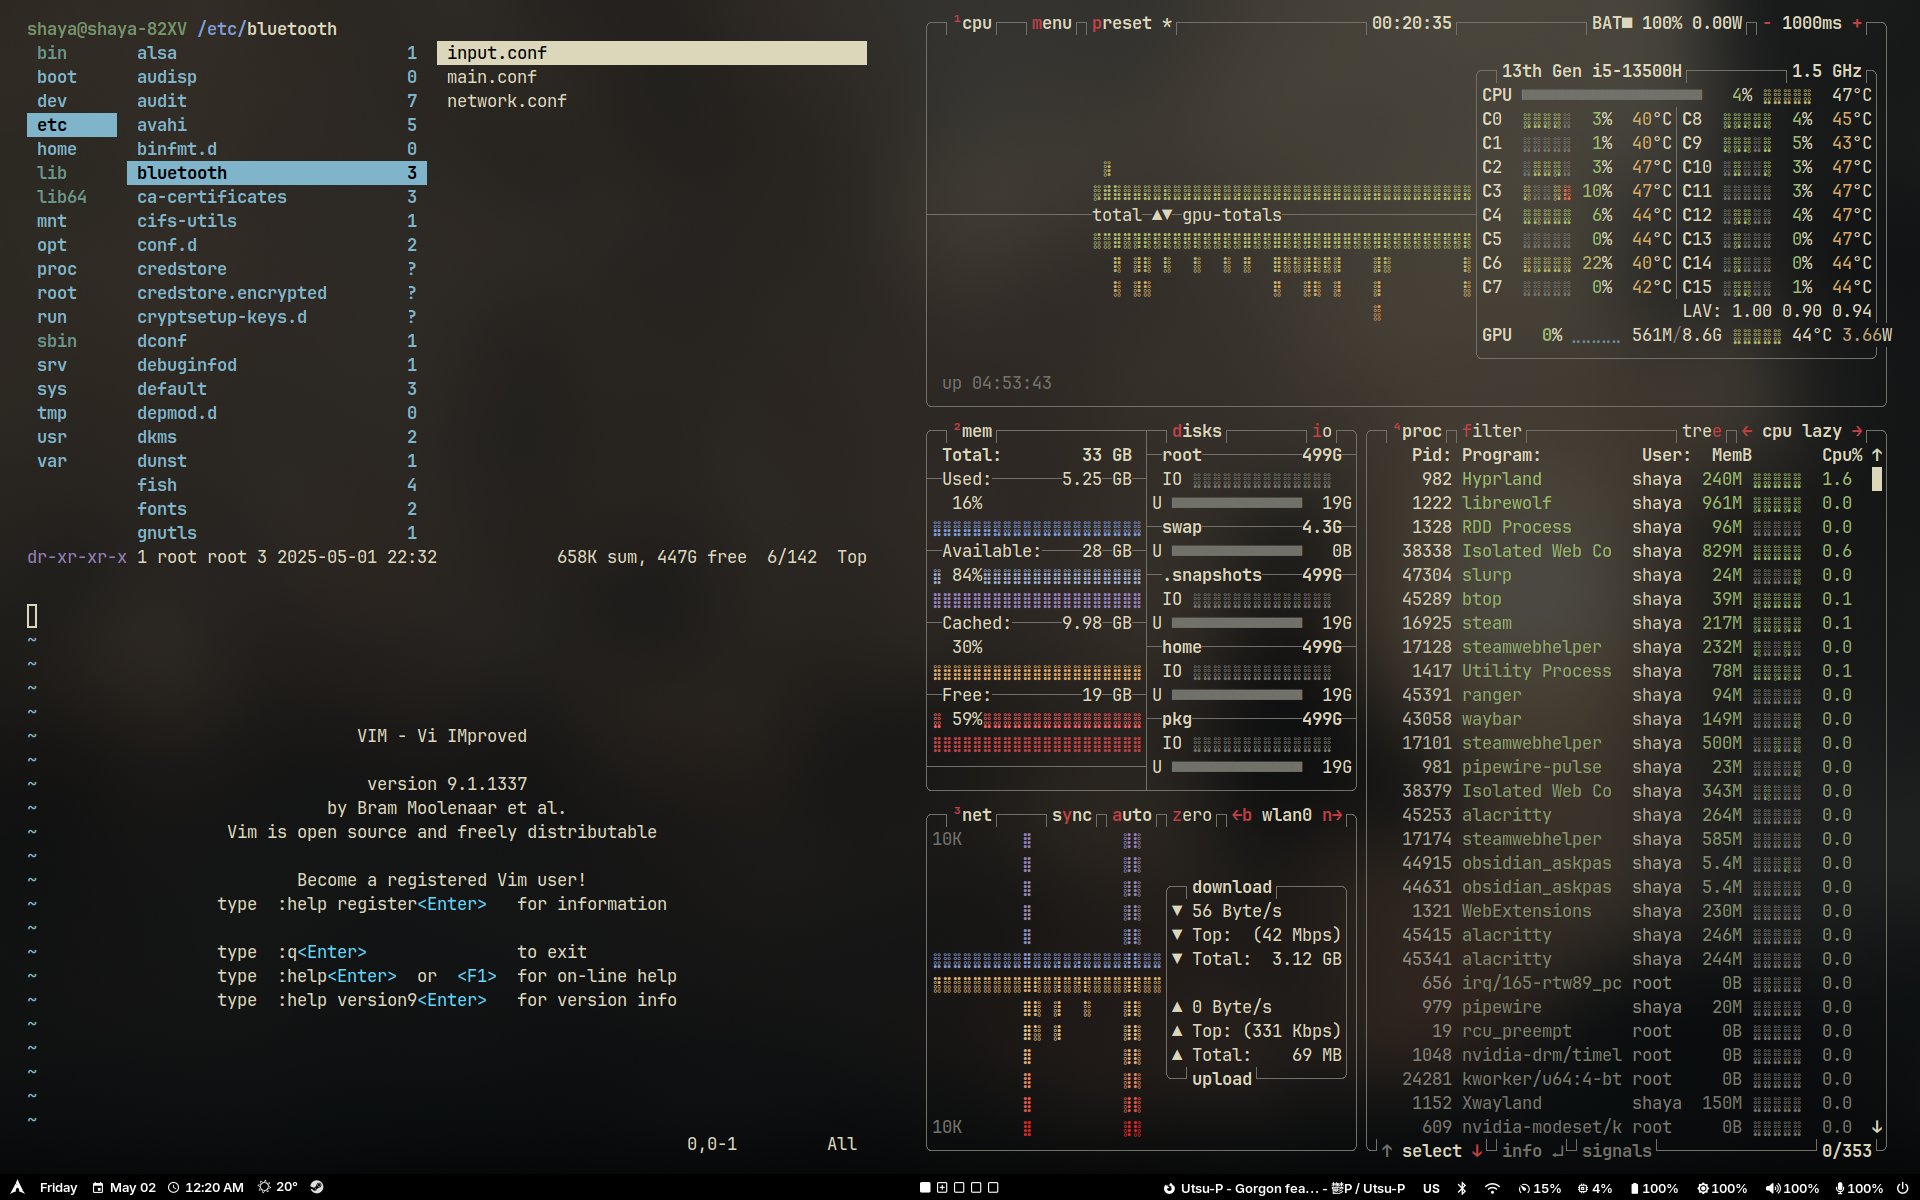 shaya@shaya-82XV /etc/bluetooth
bin alsa 1 input.conf
boot audisp 0 main.conf
dev audit 7 network.conf
etc avahi 5
home binfmt.d 0
lib bluetooth 3
lib64 ca-certificates 3
mnt cifs-utils 1
opt conf.d 2
proc credstore ?
root credstore.encrypted ?
run cryptsetup-keys.d ?
sbin dconf 1
srv debuginfod 1
sys default 3
tmp depmod.d 0
usr dkms 2
var dunst 1
fish 4
fonts 2
gnutls 1
dr-xr-xr-x 1 root root 3 2025-05-01 22:32 658K sum, 447G free 6/142 Top
~
~
~
~
~ VIM - Vi IMproved
~
~ version 9.1.1337
~ by Bram Moolenaar et al.
~ Vim is open source and freely distributable
~
~ Become a registered Vim user!
~ type :help register<Enter> for information
~
~ type :q<Enter> to exit
~ type :help<Enter> or <F1> for on-line help
~ type :help version9<Enter> for version info
~
~
~
~
~
0,0-1 All
1cpu menu preset * 00:20:35 BAT■ 100% 0.00W - 1000ms +
13th Gen i5-13500H 1.5 GHz
CPU 4% 47°C
C0 3% 40°C C8 4% 45°C
C1 1% 40°C C9 5% 43°C
C2 3% 47°C C10 3% 47°C
C3 10% 47°C C11 3% 47°C
C4 6% 44°C C12 4% 47°C
C5 0% 44°C C13 0% 47°C
C6 22% 40°C C14 0% 44°C
C7 0% 42°C C15 1% 44°C
LAV: 1.00 0.90 0.94
GPU 0% 561M/8.6G 44°C 3.66W
total ▲▼ gpu-totals
up 04:53:43
2mem
Total: 33 GB
Used: 5.25 GB
16%
Available: 28 GB
84%
Cached: 9.98 GB
30%
Free: 19 GB
59%
disks io
root 499G
IO
U 19G
swap 4.3G
U 0B
.snapshots 499G
IO
U 19G
home 499G
IO
U 19G
pkg 499G
IO
U 19G
3net sync auto zero ←b wlan0 n→
10K
download
▼ 56 Byte/s
▼ Top: (42 Mbps)
▼ Total: 3.12 GB
▲ 0 Byte/s
▲ Top: (331 Kbps)
▲ Total: 69 MB
upload
10K
4proc filter tree ← cpu lazy →
Pid: Program: User: MemB Cpu% ↑
982 Hyprland shaya 240M 1.6
1222 librewolf shaya 961M 0.0
1328 RDD Process shaya 96M 0.0
38338 Isolated Web Co shaya 829M 0.6
47304 slurp shaya 24M 0.0
45289 btop shaya 39M 0.1
16925 steam shaya 217M 0.1
17128 steamwebhelper shaya 232M 0.0
1417 Utility Process shaya 78M 0.1
45391 ranger shaya 94M 0.0
43058 waybar shaya 149M 0.0
17101 steamwebhelper shaya 500M 0.0
981 pipewire-pulse shaya 23M 0.0
38379 Isolated Web Co shaya 343M 0.0
45253 alacritty shaya 264M 0.0
17174 steamwebhelper shaya 585M 0.0
44915 obsidian_askpas shaya 5.4M 0.0
44631 obsidian_askpas shaya 5.4M 0.0
1321 WebExtensions shaya 230M 0.0
45415 alacritty shaya 246M 0.0
45341 alacritty shaya 244M 0.0
656 irq/165-rtw89_pc root 0B 0.0
979 pipewire shaya 20M 0.0
19 rcu_preempt root 0B 0.0
1048 nvidia-drm/timel root 0B 0.0
24281 kworker/u64:4-bt root 0B 0.0
1152 Xwayland shaya 150M 0.0
609 nvidia-modeset/k root 0B 0.0 ↓
↑ select ↓ info ↵ signals 0/353
Friday May 02 12:20 AM 20° Utsu-P - Gorgon fea... - 鬱P / Utsu-P US 15% 4% 100% 100% 100% 100%